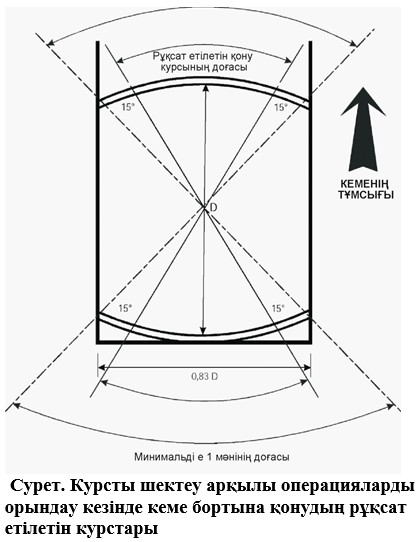 Рұқсат етілетін қону
курсының доғасы
15°
15°
КЕМЕНІҢ
ТҰМСЫҒЫ
D
15°
15°
0,83 D
Минимальді е 1 мәнінің доғасы
Сурет. Курсты шектеу арқылы операцияларды
орындау кезінде кеме бортына қонудың рұқсат
етілетін курстары